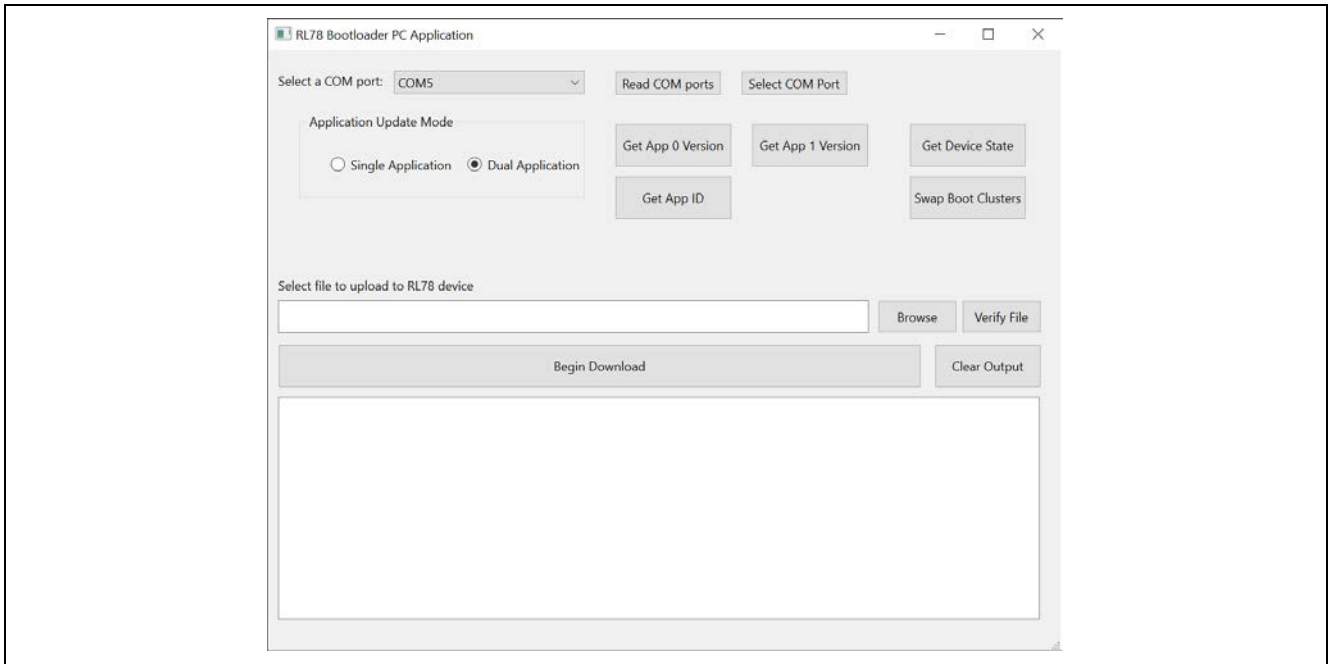 RL78 Bootloader PC Application
Select a COM port: COM5 Read COM ports Select COM Port
Application Update Mode
Single Application Dual Application
Get App 0 Version Get App 1 Version Get Device State
Get App ID Swap Boot Clusters
Select file to upload to RL78 device
Browse Verify File
Begin Download Clear Output